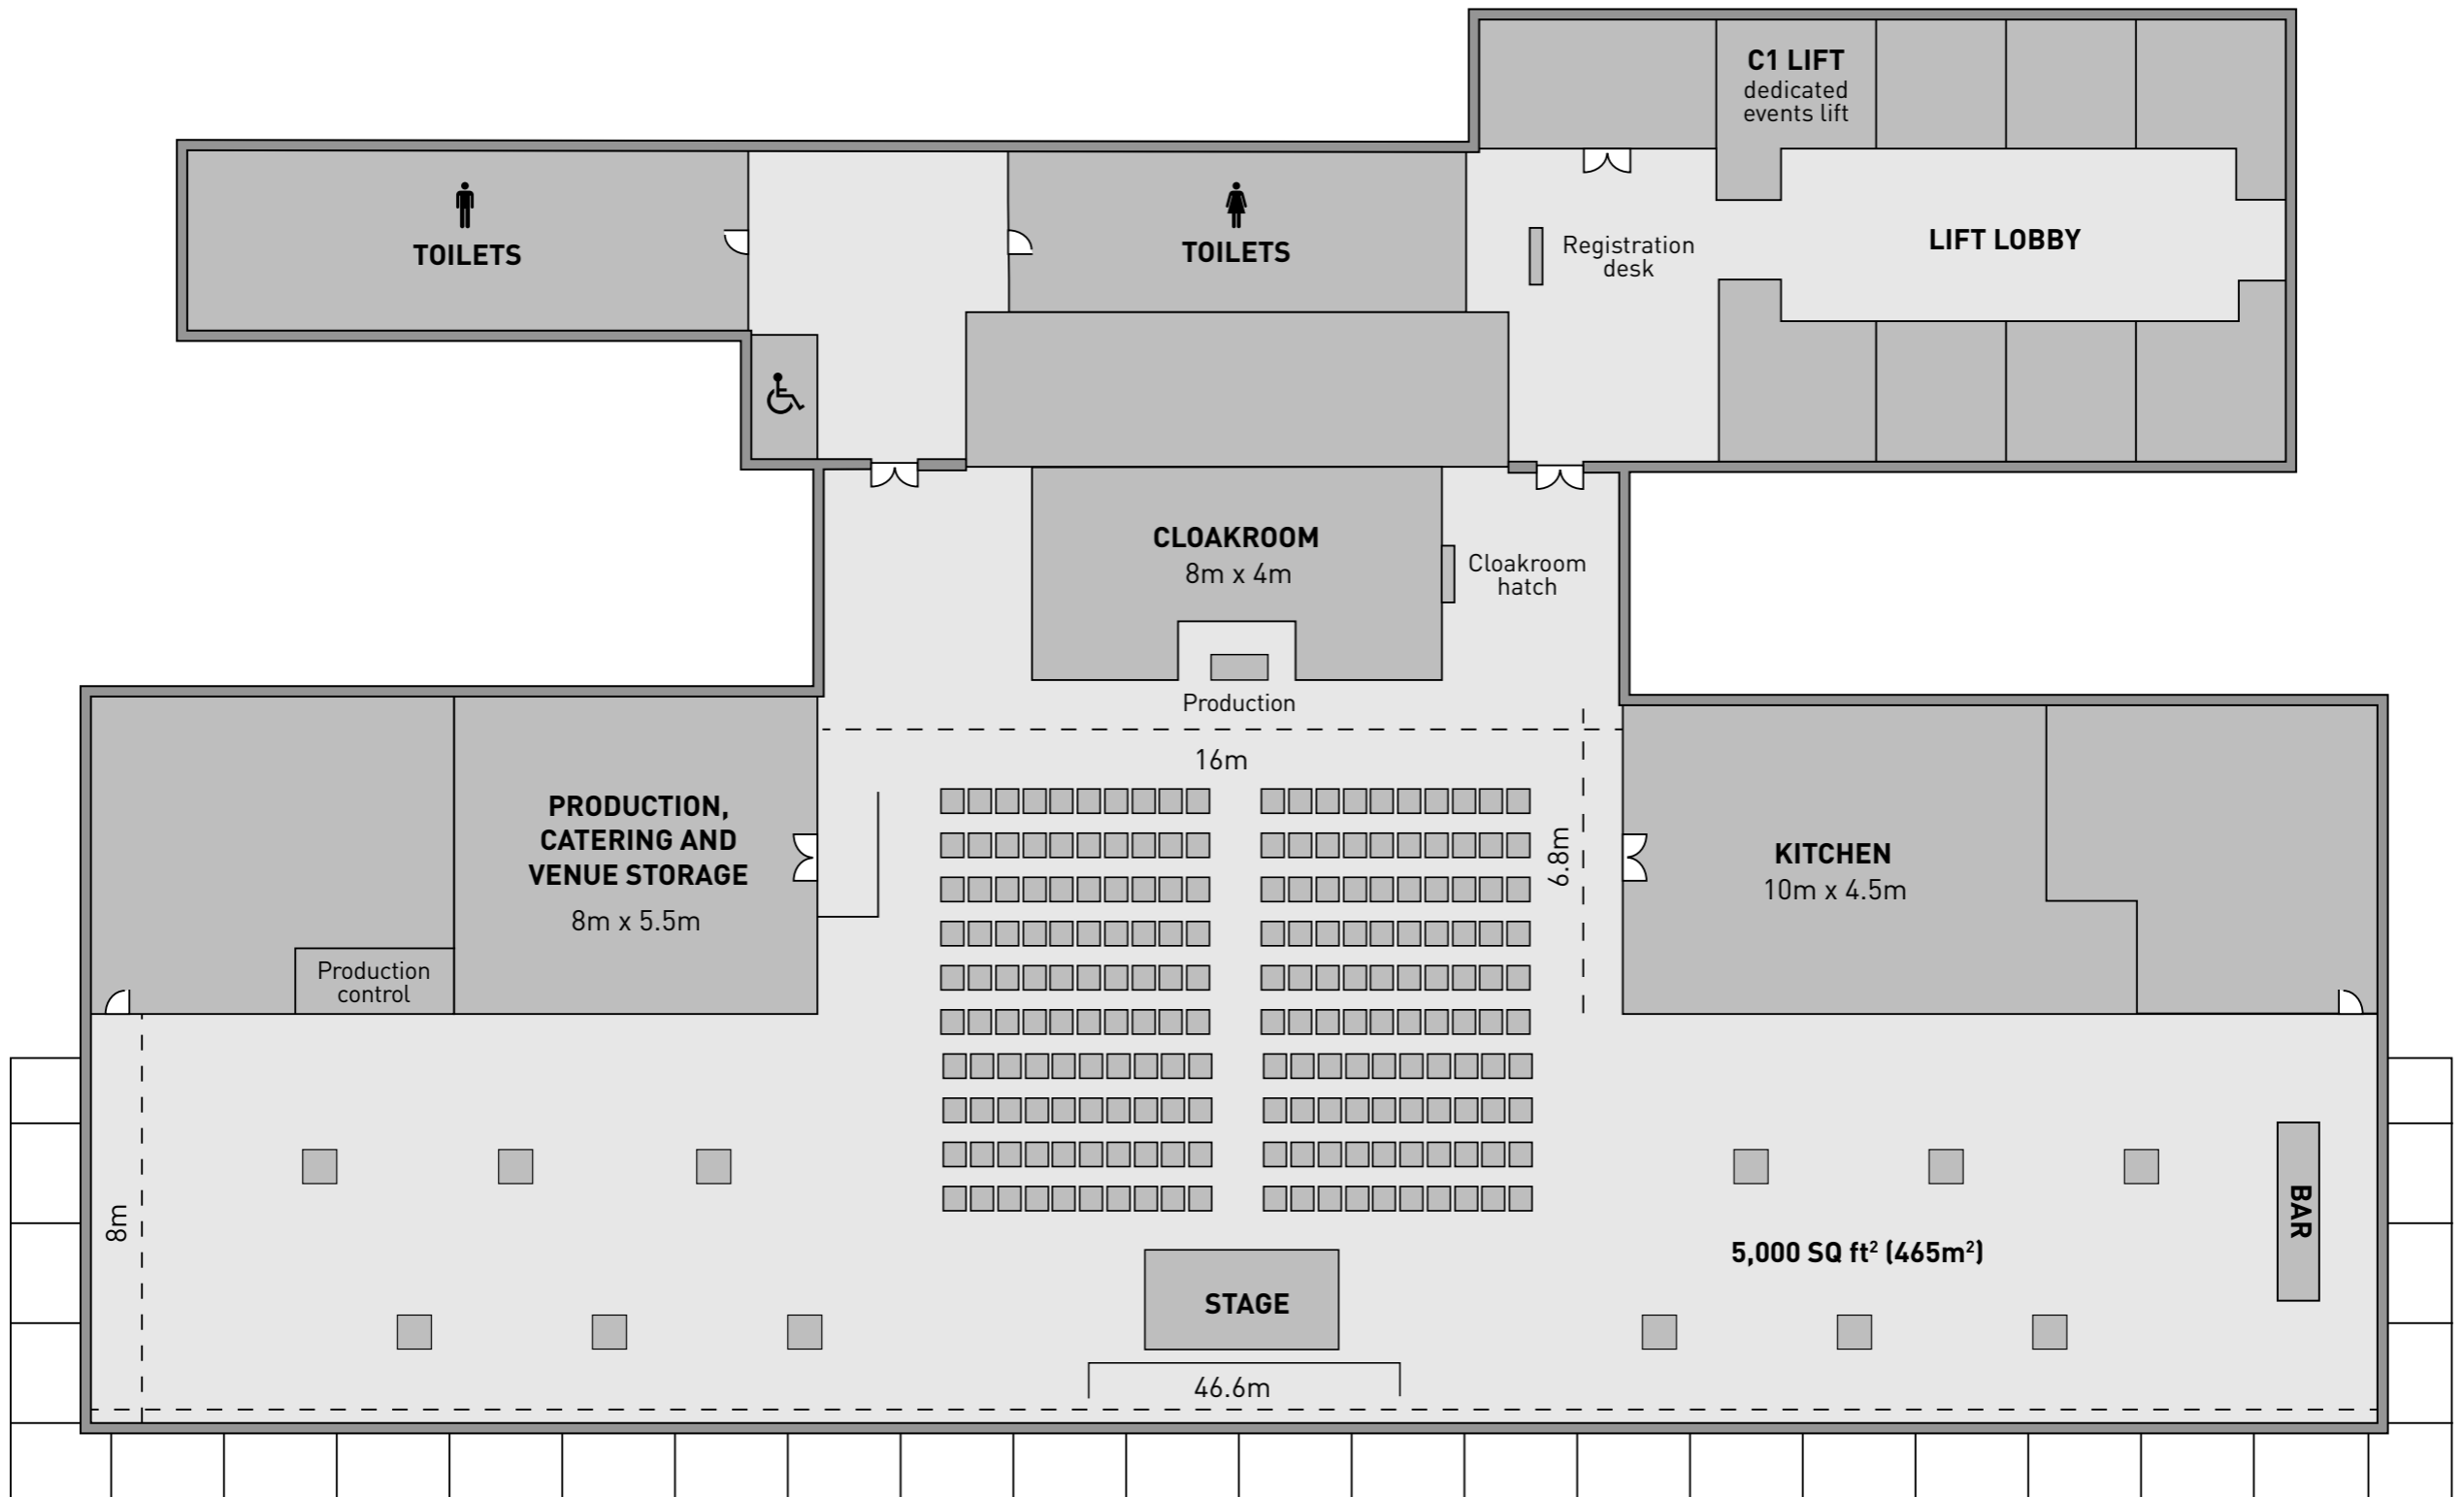 C1 LIFT
dedicated
events lift
TOILETS
TOILETS
Registration
desk
LIFT LOBBY
CLOAKROOM
8m x 4m
Cloakroom
hatch
Production
16m
PRODUCTION,
CATERING AND
VENUE STORAGE
8m x 5.5m
Production
control
6.8m
KITCHEN
10m x 4.5m
8m
BAR
5,000 SQ ft² (465m²)
STAGE
46.6m